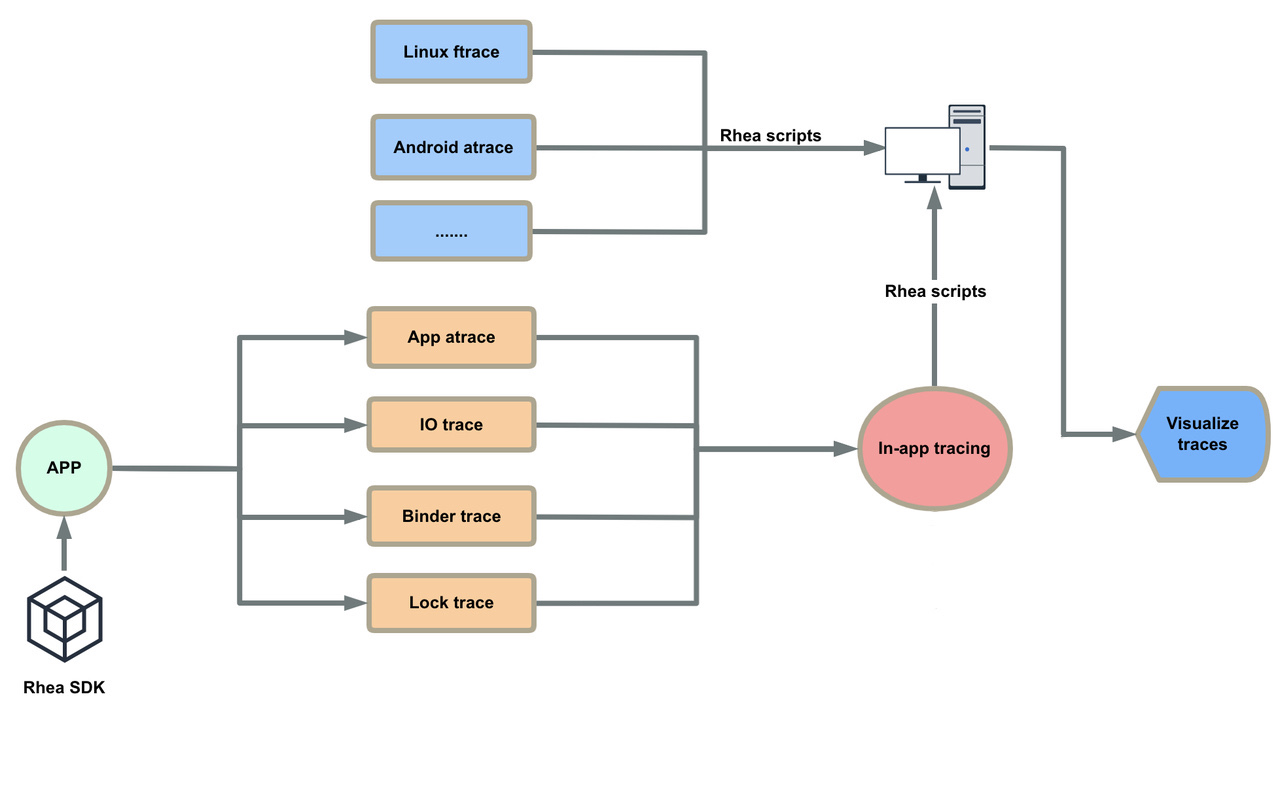 Linux ftrace
Android atrace
.......
Rhea scripts
Rhea scripts
App atrace
IO trace
Binder trace
Lock trace
APP
Rhea SDK
In-app tracing
Visualize
traces